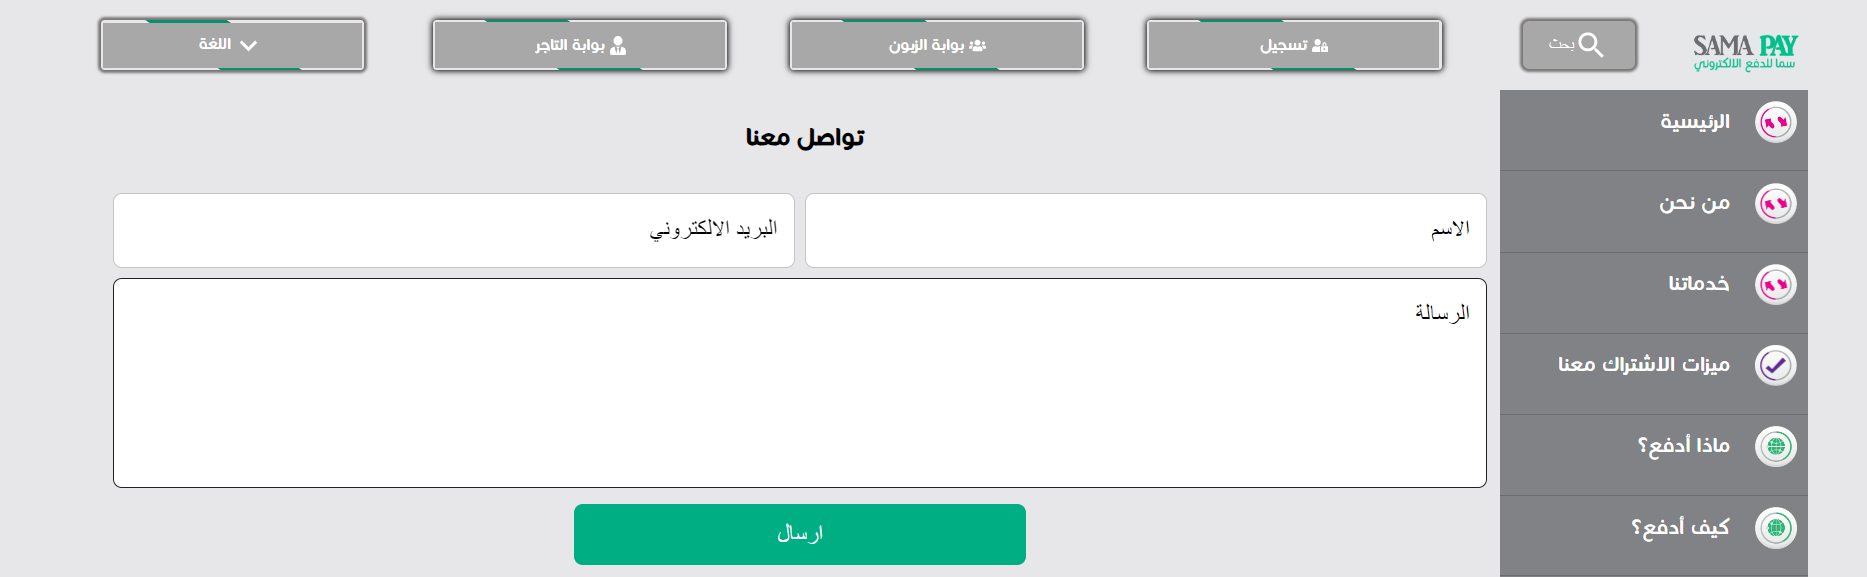 SAMA PAY
سما للدفع الالكتروني
بحث
تسجيل
بوابة الزبون
بوابة التاجر
اللغة
الرئيسية
من نحن
خدماتنا
ميزات الاشتراك معنا
ماذا أدفع؟
كيف أدفع؟
تواصل معنا
الاسم
البريد الالكتروني
الرسالة
ارسال